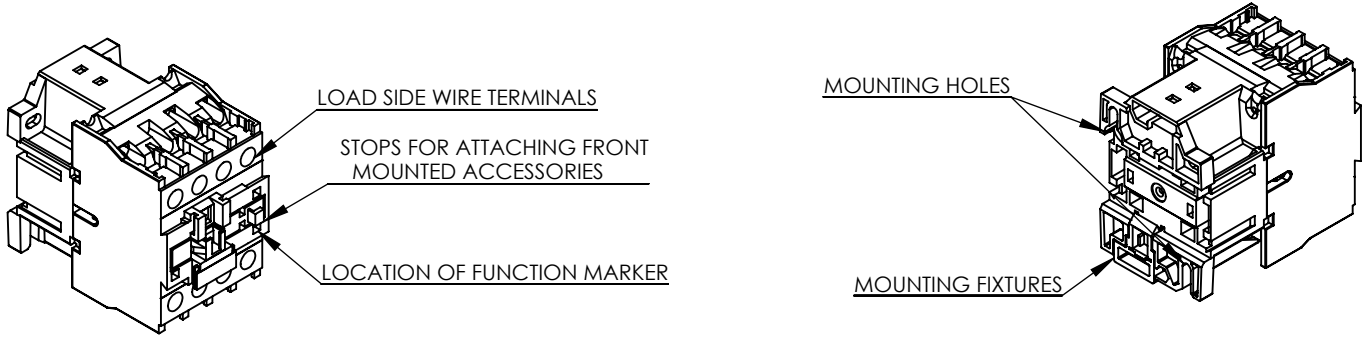 LOAD SIDE WIRE TERMINALS
STOPS FOR ATTACHING FRONT
MOUNTED ACCESSORIES
LOCATION OF FUNCTION MARKER
MOUNTING HOLES
MOUNTING FIXTURES